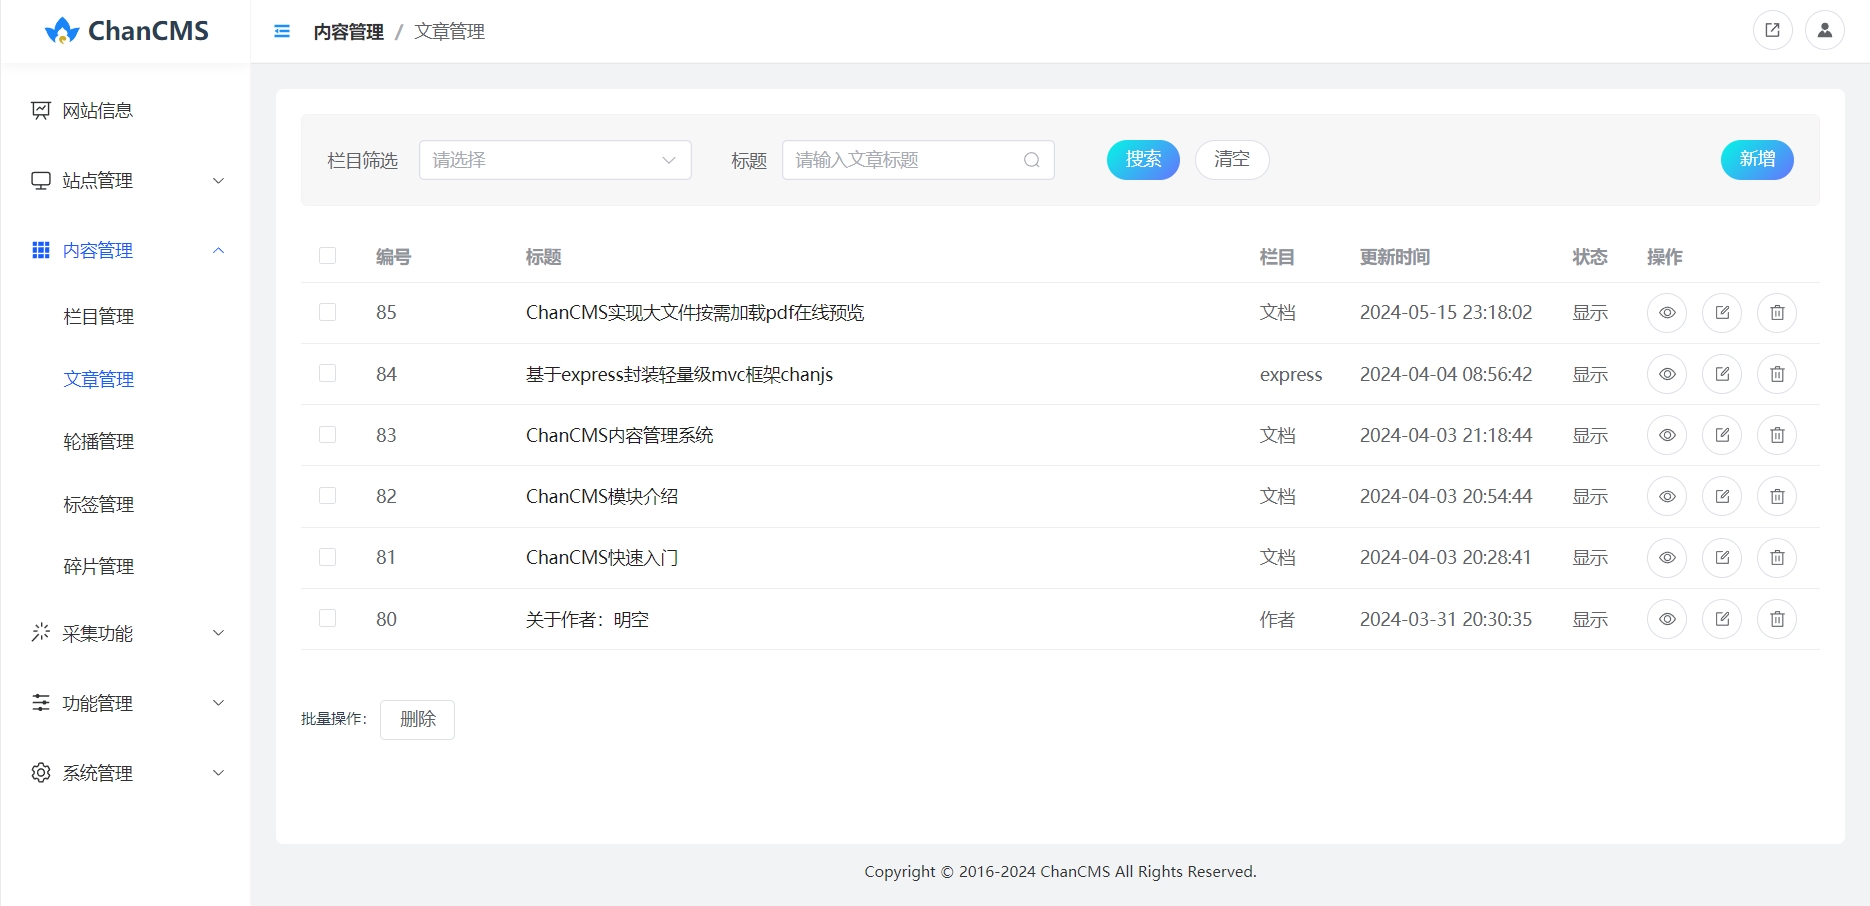 ChanCMS
内容管理 / 文章管理
网站信息
站点管理
内容管理
栏目管理
文章管理
轮播管理
标签管理
碎片管理
采集功能
功能管理
系统管理
栏目筛选 请选择 标题 请输入文章标题 搜索 清空 新增
编号 标题 栏目 更新时间 状态 操作
85 ChanCMS实现大文件按需加载pdf在线预览 文档 2024-05-15 23:18:02 显示
84 基于express封装轻量级mvc框架chanjs express 2024-04-04 08:56:42 显示
83 ChanCMS内容管理系统 文档 2024-04-03 21:18:44 显示
82 ChanCMS模块介绍 文档 2024-04-03 20:54:44 显示
81 ChanCMS快速入门 文档 2024-04-03 20:28:41 显示
80 关于作者：明空 作者 2024-03-31 20:30:35 显示
批量操作： 删除
Copyright © 2016-2024 ChanCMS All Rights Reserved.